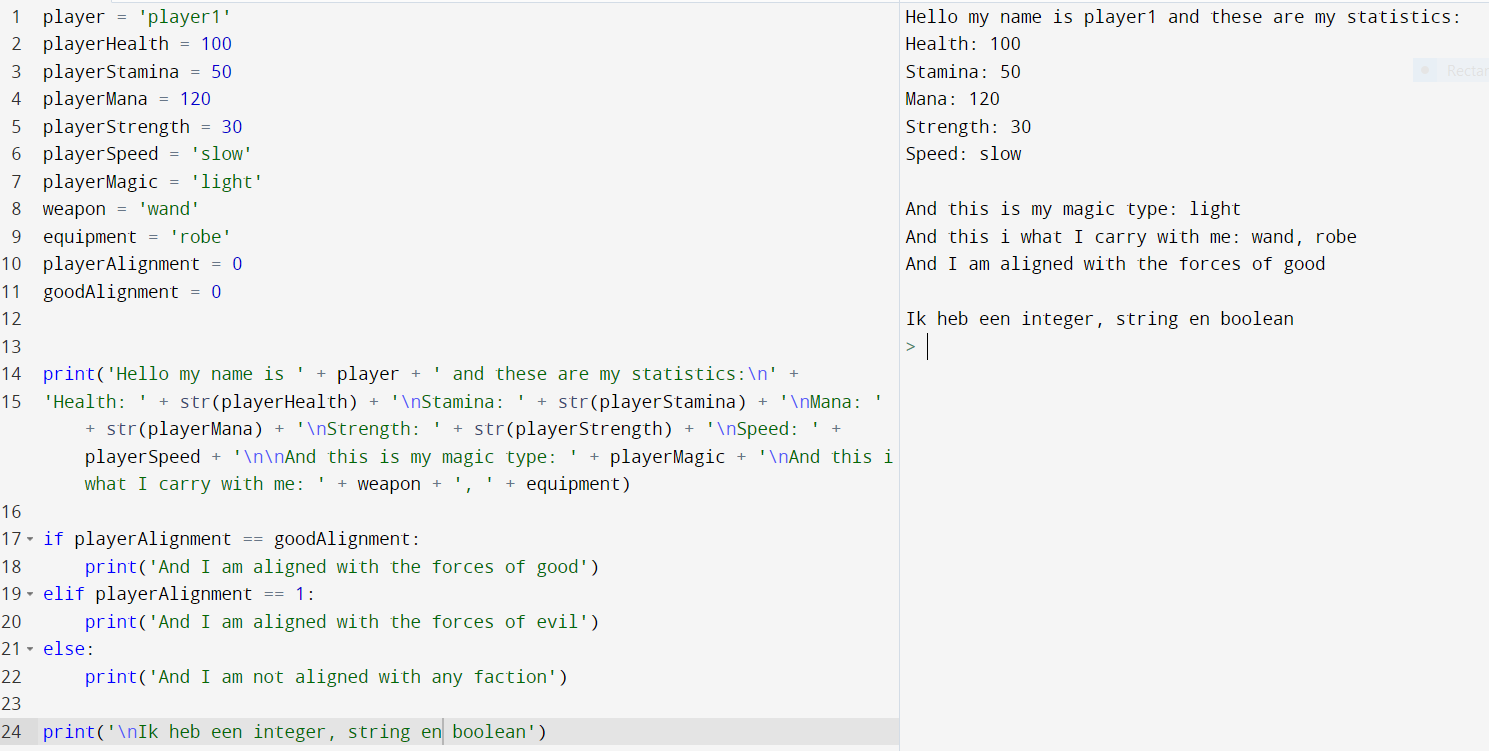 1 player = 'player1'
2 playerHealth = 100
3 playerStamina = 50
4 playerMana = 120
5 playerStrength = 30
6 playerSpeed = 'slow'
7 playerMagic = 'light'
8 weapon = 'wand'
9 equipment = 'robe'
10 playerAlignment = 0
11 goodAlignment = 0
12
13
14 print('Hello my name is ' + player + ' and these are my statistics:\n' +
15 'Health: ' + str(playerHealth) + '\nStamina: ' + str(playerStamina) + '\nMana: '
+ str(playerMana) + '\nStrength: ' + str(playerStrength) + '\nSpeed: ' +
playerSpeed + '\n\nAnd this is my magic type: ' + playerMagic + '\nAnd this i
what I carry with me: ' + weapon + ', ' + equipment)
16
17 if playerAlignment == goodAlignment:
18 print('And I am aligned with the forces of good')
19 elif playerAlignment == 1:
20 print('And I am aligned with the forces of evil')
21 else:
22 print('And I am not aligned with any faction')
23
24 print('\nIk heb een integer, string en boolean')
Hello my name is player1 and these are my statistics:
Health: 100
Stamina: 50
Mana: 120
Strength: 30
Speed: slow
And this is my magic type: light
And this i what I carry with me: wand, robe
And I am aligned with the forces of good
Ik heb een integer, string en boolean
>